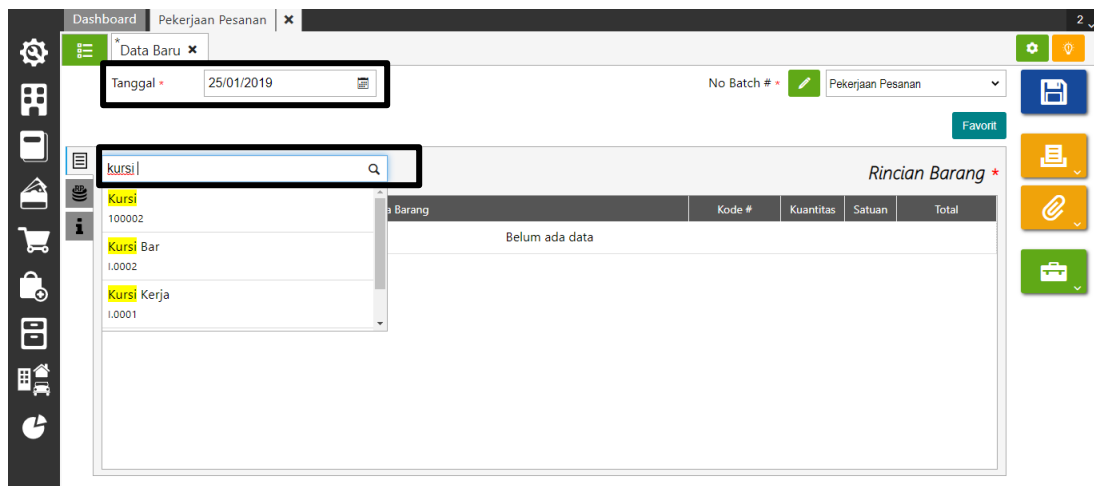 Dashboard Pekerjaan Pesanan × 2
* Data Baru ×
Tanggal * 25/01/2019 No Batch # * Pekerjaan Pesanan
Favorit
kursi Rincian Barang *
RP
a Barang Kode # Kuantitas Satuan Total
Kursi
100002
Belum ada data
Kursi Bar
I.0002
Kursi Kerja
I.0001